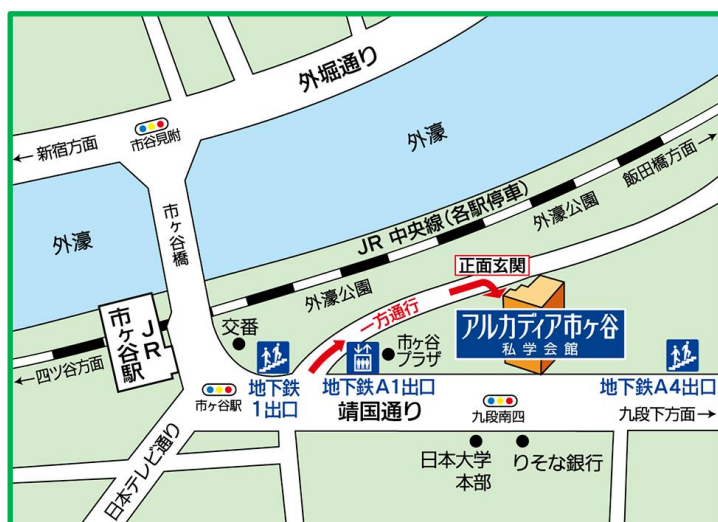 外堀通り
市谷見附
←新宿方面
外濠
飯田橋方面→
外濠
市ヶ谷橋
JR 中央線(各駅停車)
外濠公園
正面玄関
外濠公園
一方通行
アルカディア市ヶ谷
私学会館
JR
市ヶ谷駅
交番
市ヶ谷
プラザ
←四ツ谷方面
地下鉄
1出口
地下鉄A1出口
地下鉄A4出口
市ヶ谷駅
靖国通り
九段南四
九段下方面→
日本テレビ通り
日本大学
本部
りそな銀行